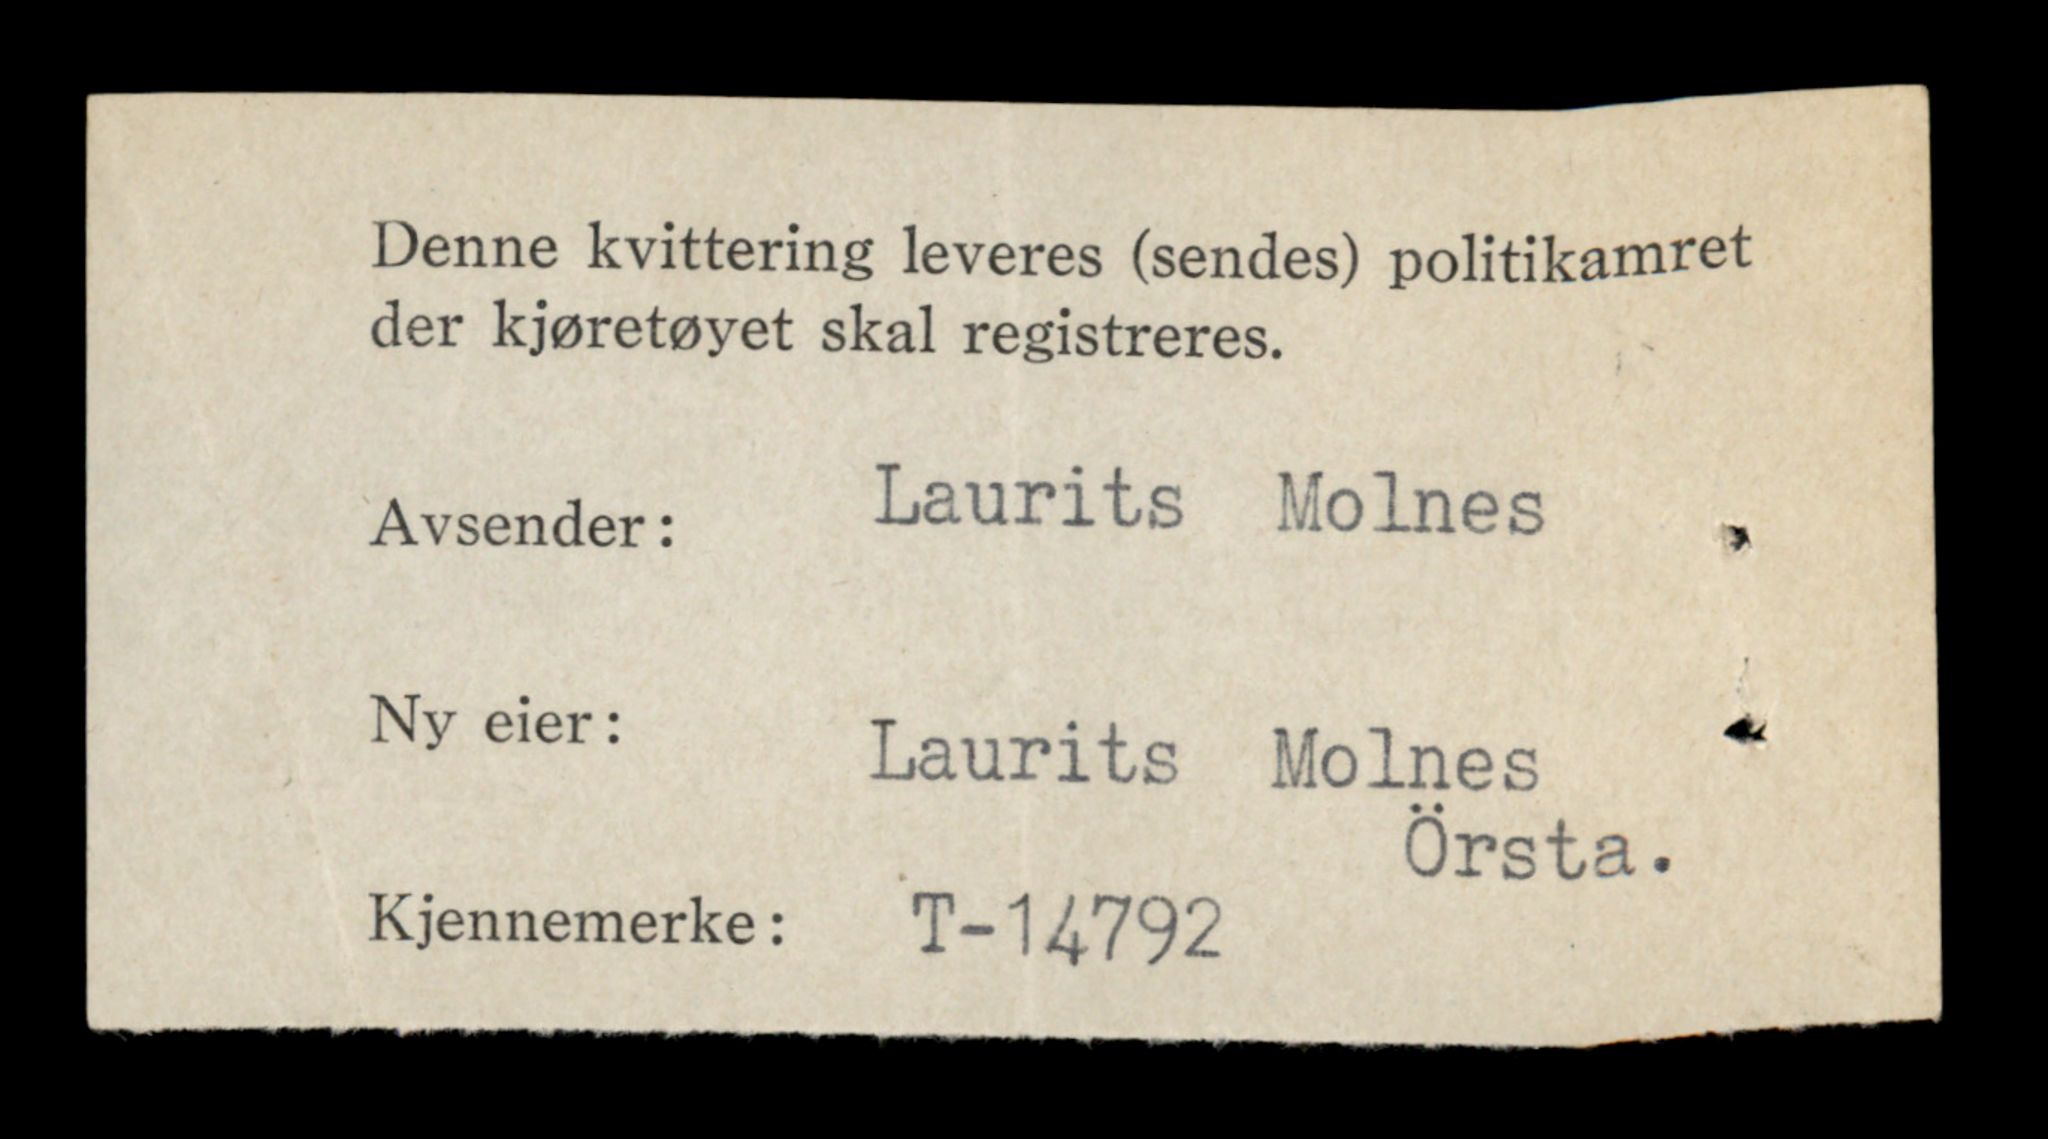 Denne kvittering leveres (sendes) politikamret
der kjøretøyet skal registreres.
Avsender: Laurits Molnes
Ny eier: Laurits Molnes
Örsta.
Kjennemerke: T-14792